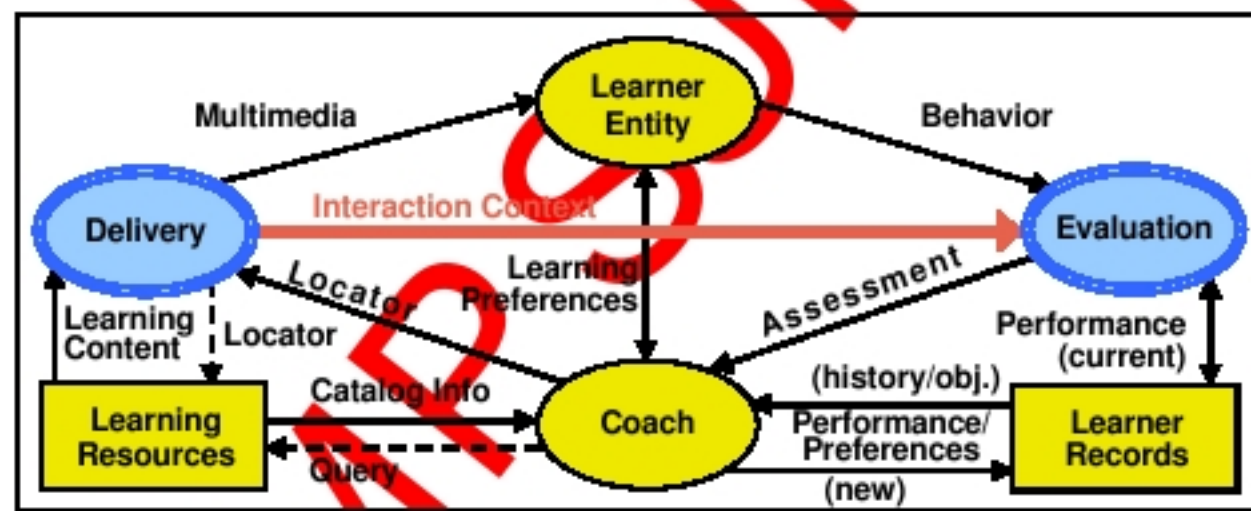 Learner
Entity
Multimedia
Behavior
Interaction Context
Delivery
Evaluation
Locator
Learning
Preferences
Assessment
Learning
Content
Locator
Performance
(current)
Catalog Info
(history/obj.)
Learning
Resources
Coach
Performance/
Preferences
Learner
Records
Query
(new)